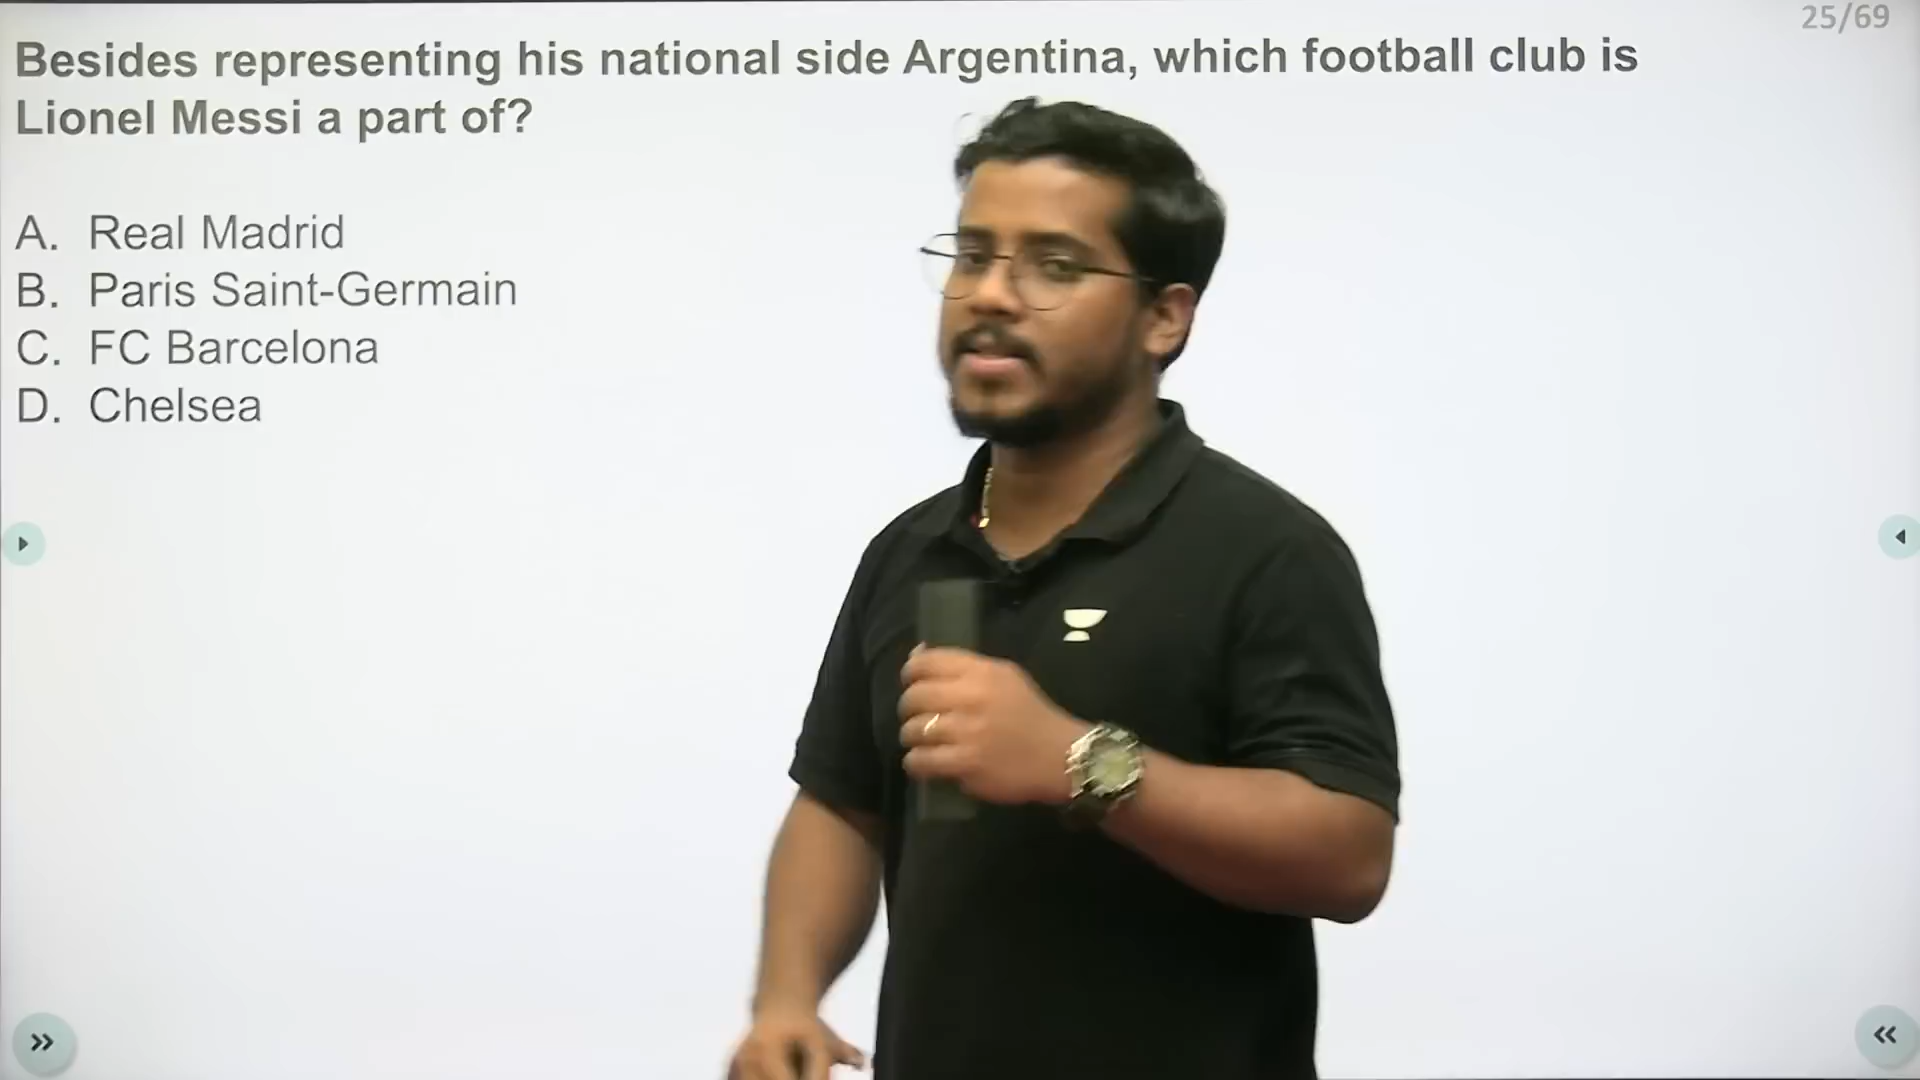 25/69
Besides representing his national side Argentina, which football club is
Lionel Messi a part of?
A. Real Madrid
B. Paris Saint-Germain
C. FC Barcelona
D. Chelsea